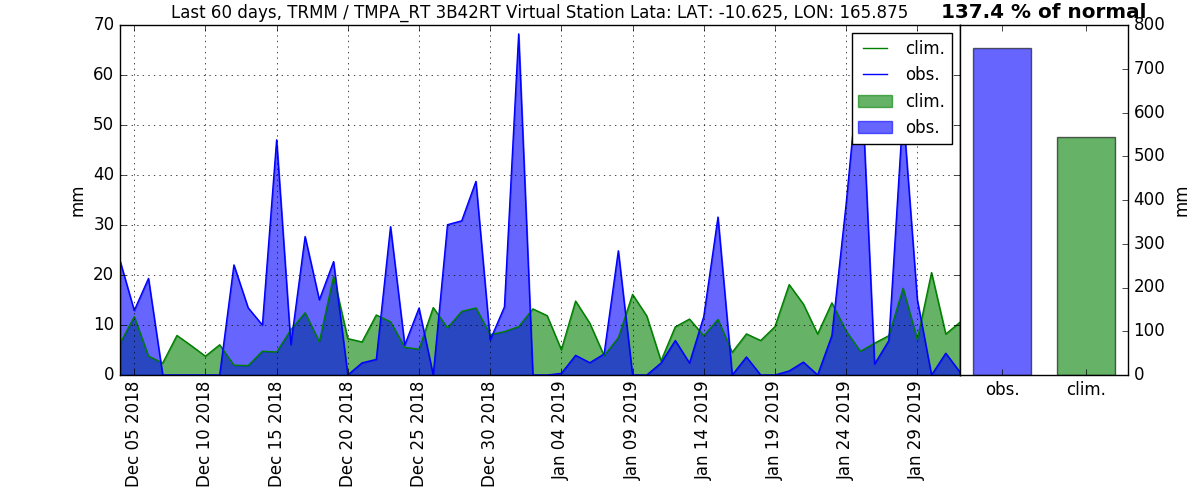 Last 60 days, TRMM / TMPA_RT 3B42RT Virtual Station Lata: LAT: -10.625, LON: 165.875
137.4 % of normal
70
60
50
40
30
20
10
0
mm
clim.
obs.
clim.
obs.
Dec 05 2018
Dec 10 2018
Dec 15 2018
Dec 20 2018
Dec 25 2018
Dec 30 2018
Jan 04 2019
Jan 09 2019
Jan 14 2019
Jan 19 2019
Jan 24 2019
Jan 29 2019
800
700
600
500
400
300
200
100
0
mm
obs.
clim.